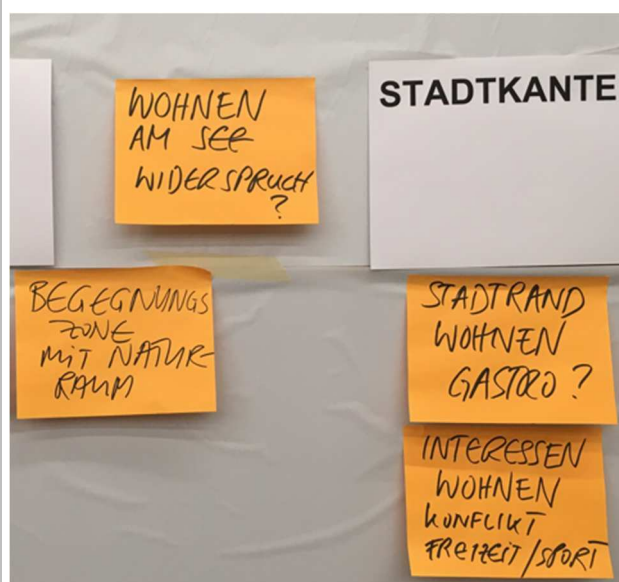 WOHNEN
AM SEE
WIDERSPRUCH
?
STADTKANTE
BEGEGNUNGS
ZONE
MIT NATUR-
RAUM
STADTRAND
WOHNEN
GASTRO ?
INTERESSEN
WOHNEN
KONFLIKT
FREIZEIT/SPORT